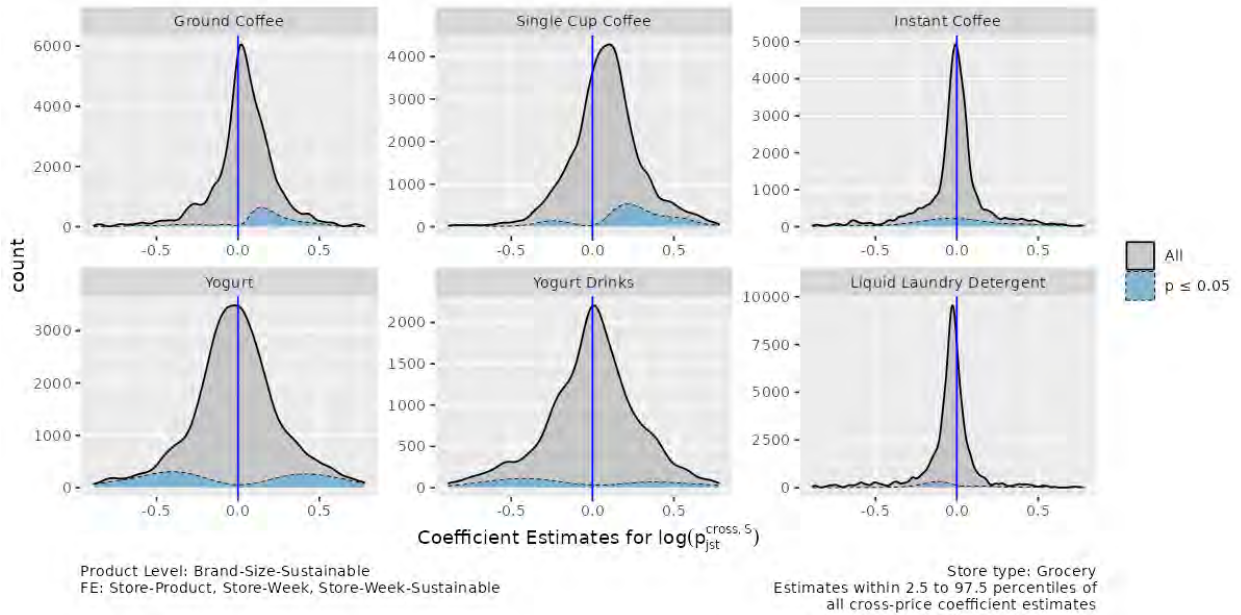 Ground Coffee
Single Cup Coffee
Instant Coffee
6000
4000
2000
0
4000
3000
2000
1000
0
5000
4000
3000
2000
1000
0
-0.5 0.0 0.5
-0.5 0.0 0.5
-0.5 0.0 0.5
count
Yogurt
Yogurt Drinks
Liquid Laundry Detergent
3000
2000
1000
0
2000
1500
1000
500
0
10000
7500
5000
2500
0
-0.5 0.0 0.5
-0.5 0.0 0.5
-0.5 0.0 0.5
All
p ≤ 0.05
Coefficient Estimates for log(p_jst^cross, S)
Product Level: Brand-Size-Sustainable
FE: Store-Product, Store-Week, Store-Week-Sustainable
Store type: Grocery
Estimates within 2.5 to 97.5 percentiles of
all cross-price coefficient estimates